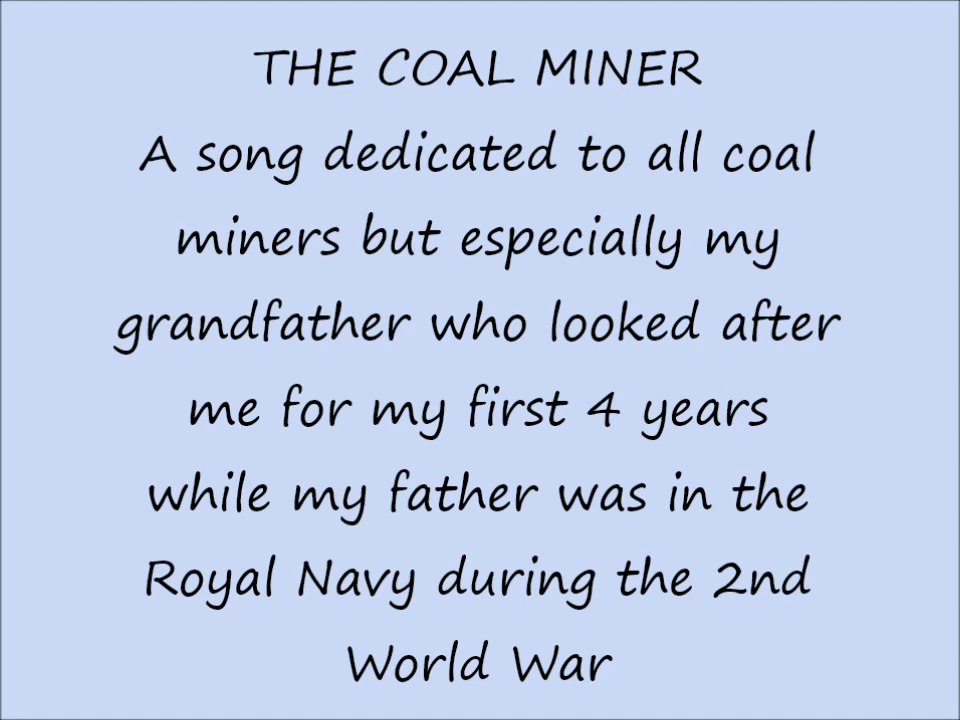 THE COAL MINER
A song dedicated to all coal
miners but especially my
grandfather who looked after
me for my first 4 years
while my father was in the
Royal Navy during the 2nd
World War